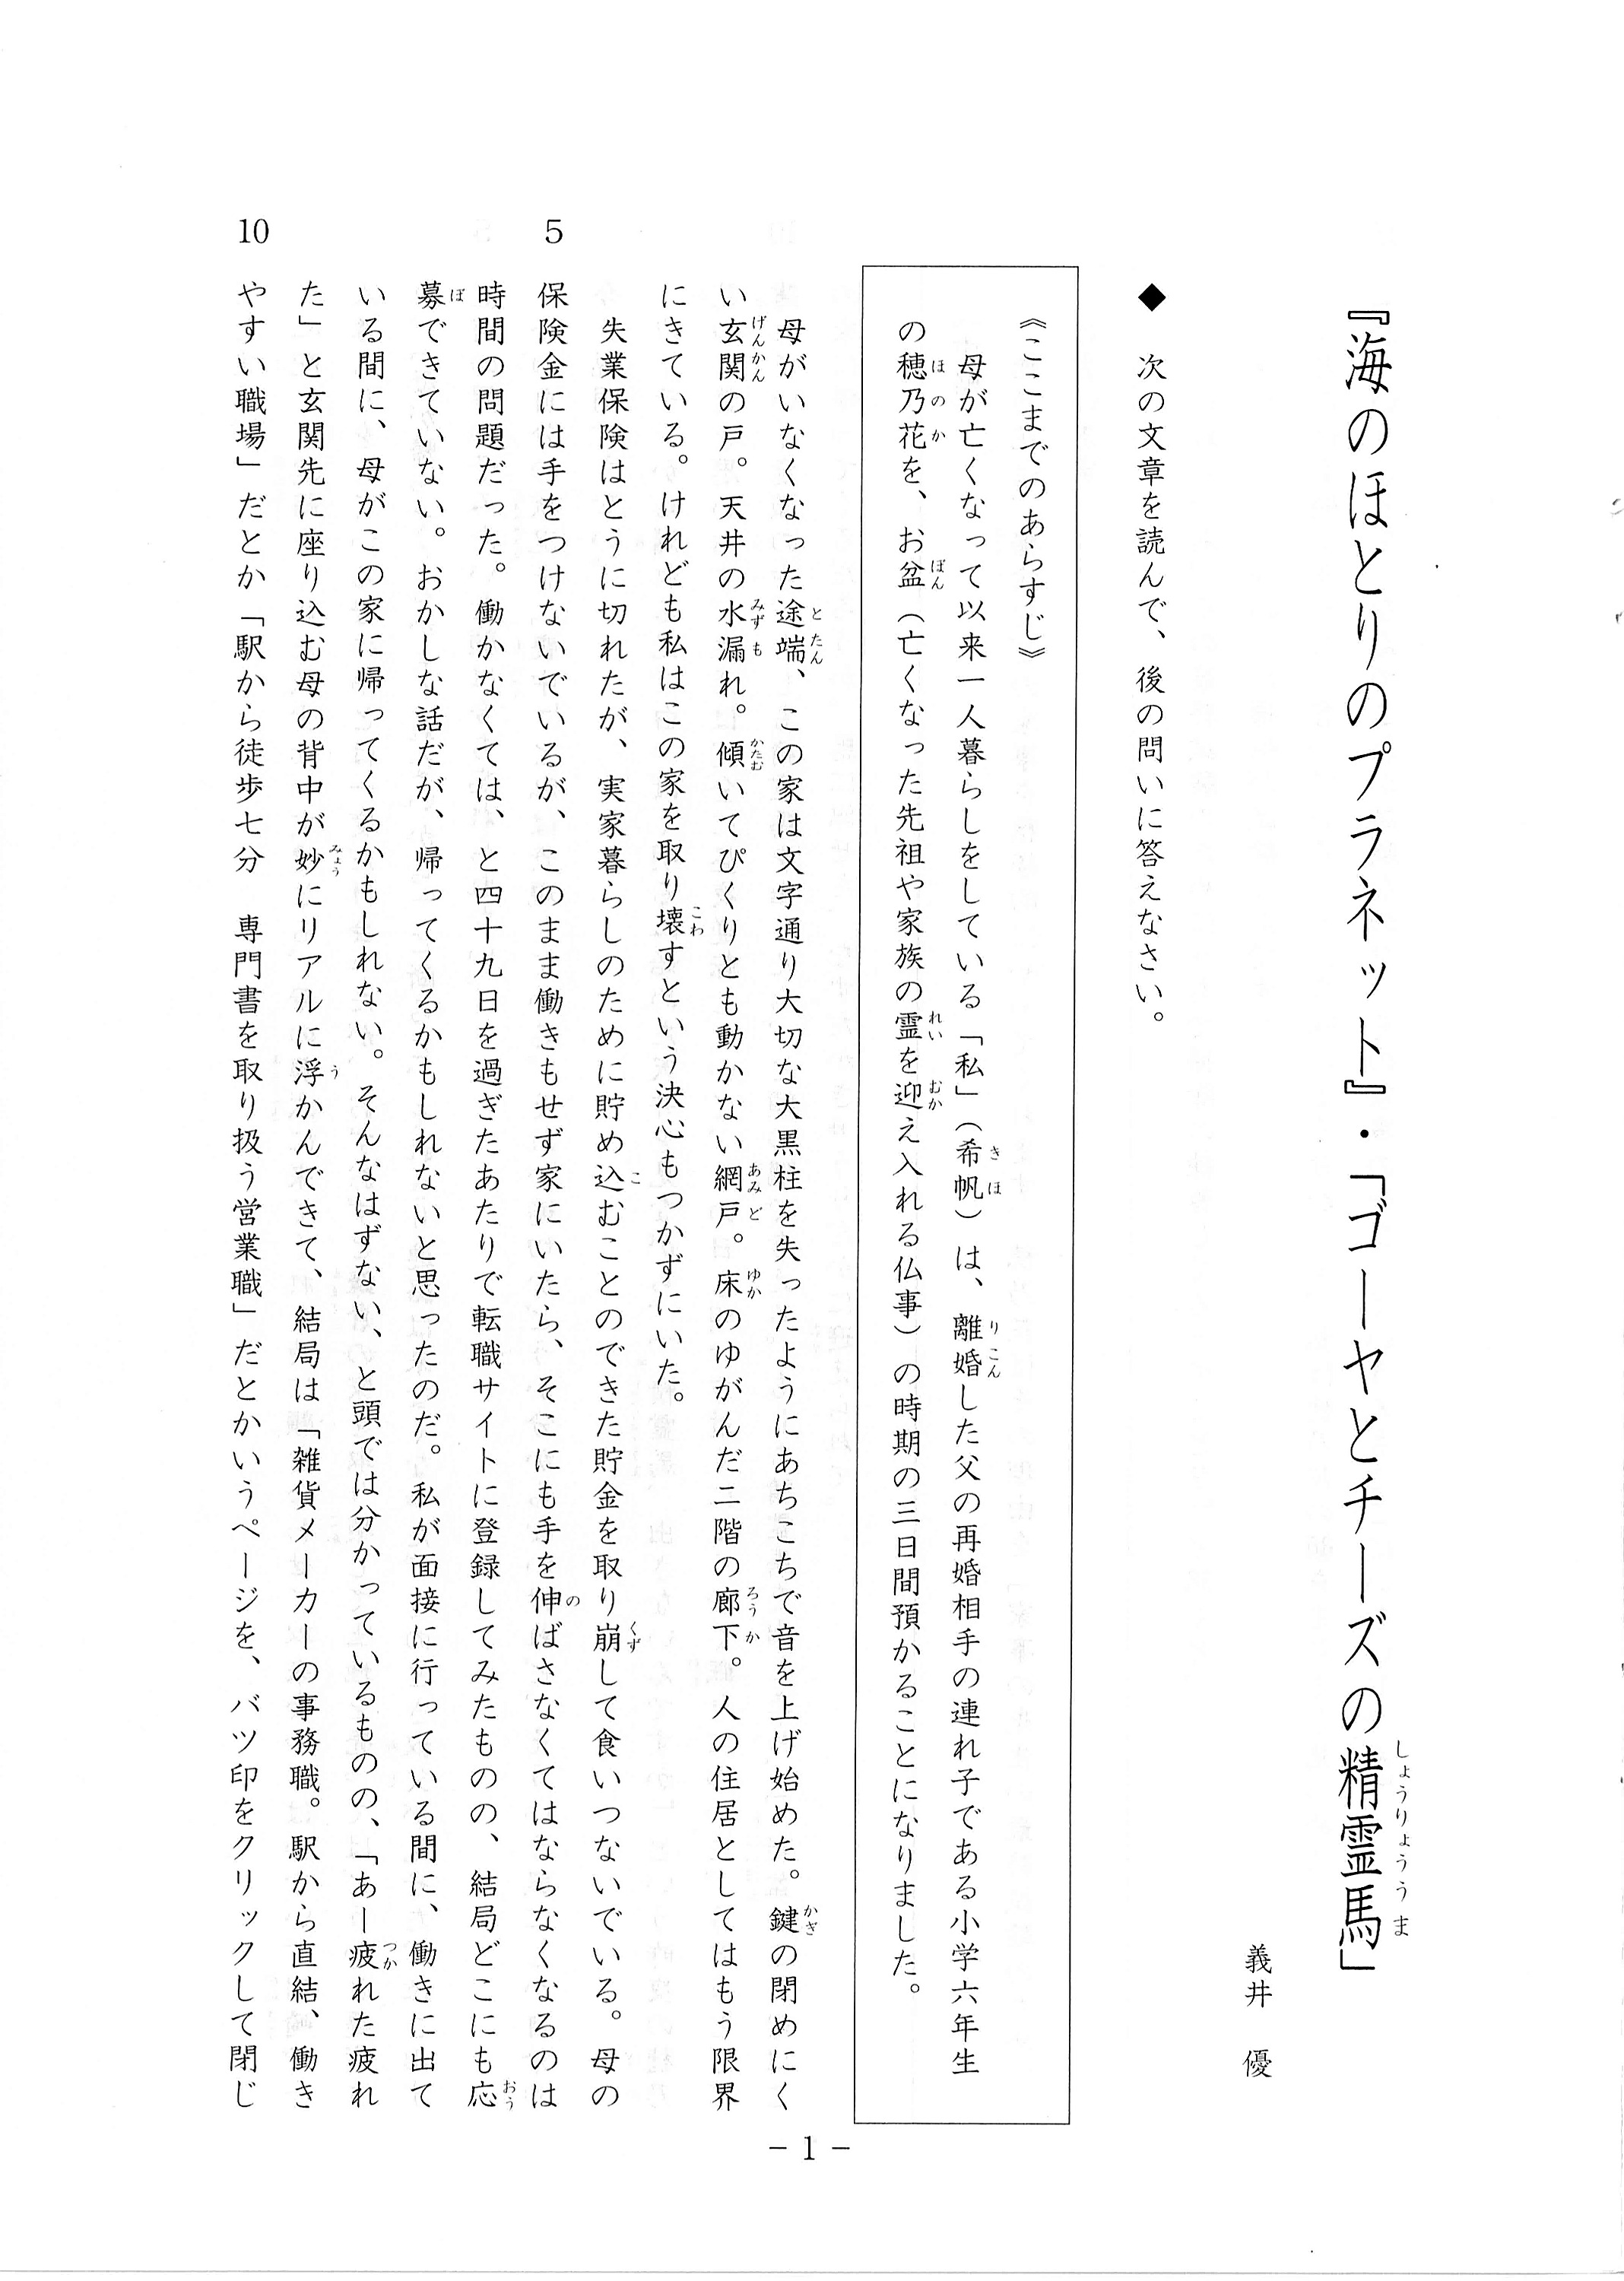 『海のほとりのプラネット』・「ゴーヤとチーズの精霊馬」
義井　優
◆　次の文章を読んで、後の問いに答えなさい。
《ここまでのあらすじ》
母が亡くなって以来一人暮らしをしている「私」（希帆）は、離婚した父の再婚相手の連れ子である小学六年生
の穂乃花を、お盆（亡くなった先祖や家族の霊を迎え入れる仏事）の時期の三日間預かることになりました。
母がいなくなった途端、この家は文字通り大切な大黒柱を失ったようにあちこちで音を上げ始めた。鍵の閉めにく
い玄関の戸。天井の水漏れ。傾いてぴくりとも動かない網戸。床のゆがんだ二階の廊下。人の住居としてはもう限界
にきている。けれども私はこの家を取り壊すという決心もつかずにいた。
失業保険はとうに切れたが、実家暮らしのために貯め込むことのできた貯金を取り崩して食いつないでいる。母の
5
保険金には手をつけないでいるが、このまま働きもせず家にいたら、そこにも手を伸ばさなくてはならなくなるのは
時間の問題だった。働かなくては、と四十九日を過ぎたあたりで転職サイトに登録してみたものの、結局どこにも応
募できていない。おかしな話だが、帰ってくるかもしれないと思ったのだ。私が面接に行っている間に、働きに出て
いる間に、母がこの家に帰ってくるかもしれない。そんなはずない、と頭では分かっているものの、「あー疲れた疲れ
た」と玄関先に座り込む母の背中が妙にリアルに浮かんできて、結局は「雑貨メーカーの事務職。駅から直結、働き
10
やすい職場」だとか「駅から徒歩七分　専門書を取り扱う営業職」だとかいうページを、バツ印をクリックして閉じ
－１－